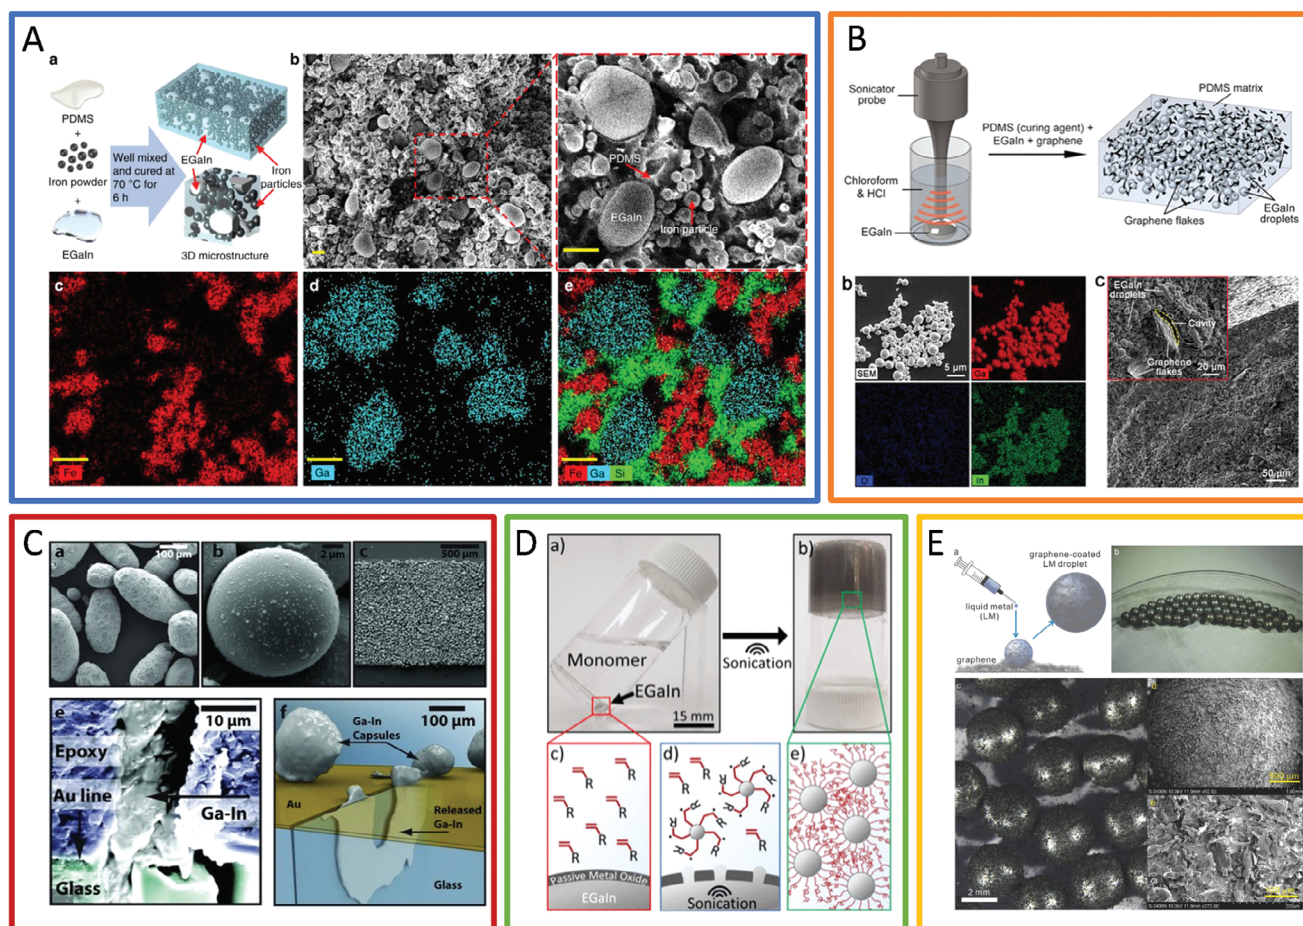 A
a
PDMS
+
Iron powder
+
EGaIn
Well mixed
and cured at
70 °C for
6 h
EGaIn
Iron
particles
3D microstructure
b
PDMS
EGaIn
Iron particle
c
Fe
d
Ga
e
Fe Ga Si
B
Sonicator
probe
Chloroform
& HCl
EGaIn
PDMS (curing agent) +
EGaIn + graphene
PDMS matrix
Graphene flakes
EGaIn
droplets
b
SEM
5 µm
Ga
O
In
c
EGaIn
droplets
Cavity
Graphene
flakes
20 µm
50 µm
C
a
100 µm
b
2 µm
c
500 µm
e
10 µm
Epoxy
Au line
Ga-In
Glass
f
100 µm
Ga-In
Capsules
Au
Released
Ga-In
Glass
D
a)
Monomer
EGaIn
15 mm
Sonication
b)
c)
R
R
R
R
R
R
Passive Metal Oxide
EGaIn
d)
R
R
R
R
R
R
Sonication
e)
E
a
liquid metal
(LM)
graphene-coated
LM droplet
graphene
b
c
2 mm
d